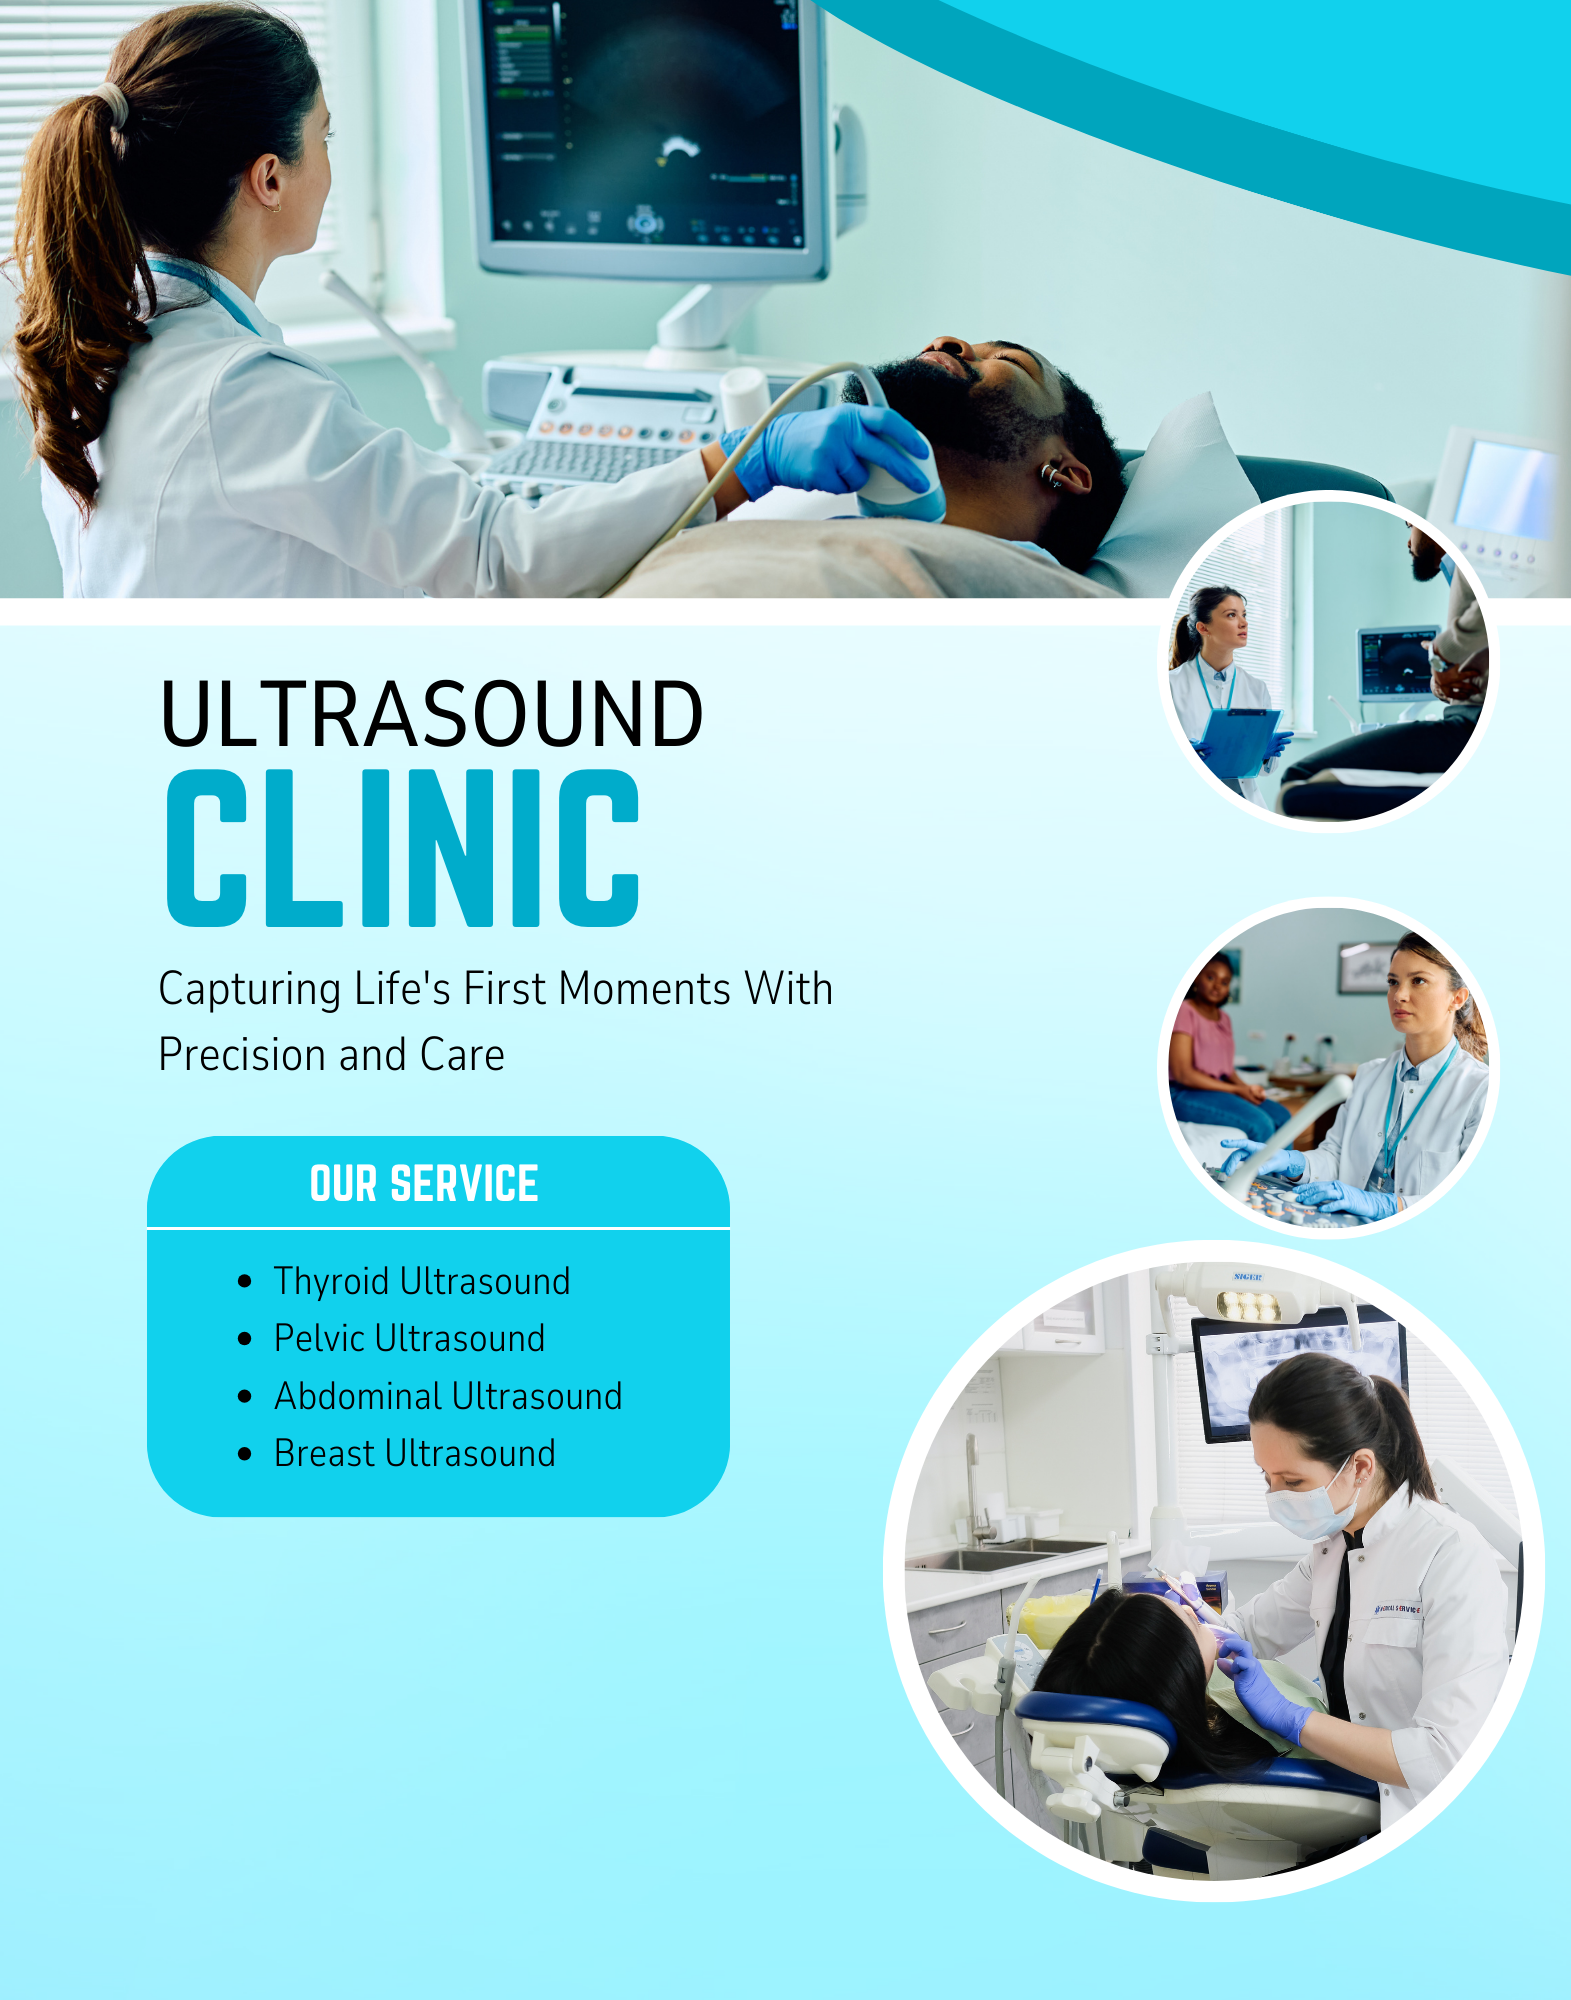 ULTRASOUND
CLINIC
Capturing Life's First Moments With
Precision and Care
OUR SERVICE
• Thyroid Ultrasound
• Pelvic Ultrasound
• Abdominal Ultrasound
• Breast Ultrasound
SIGER